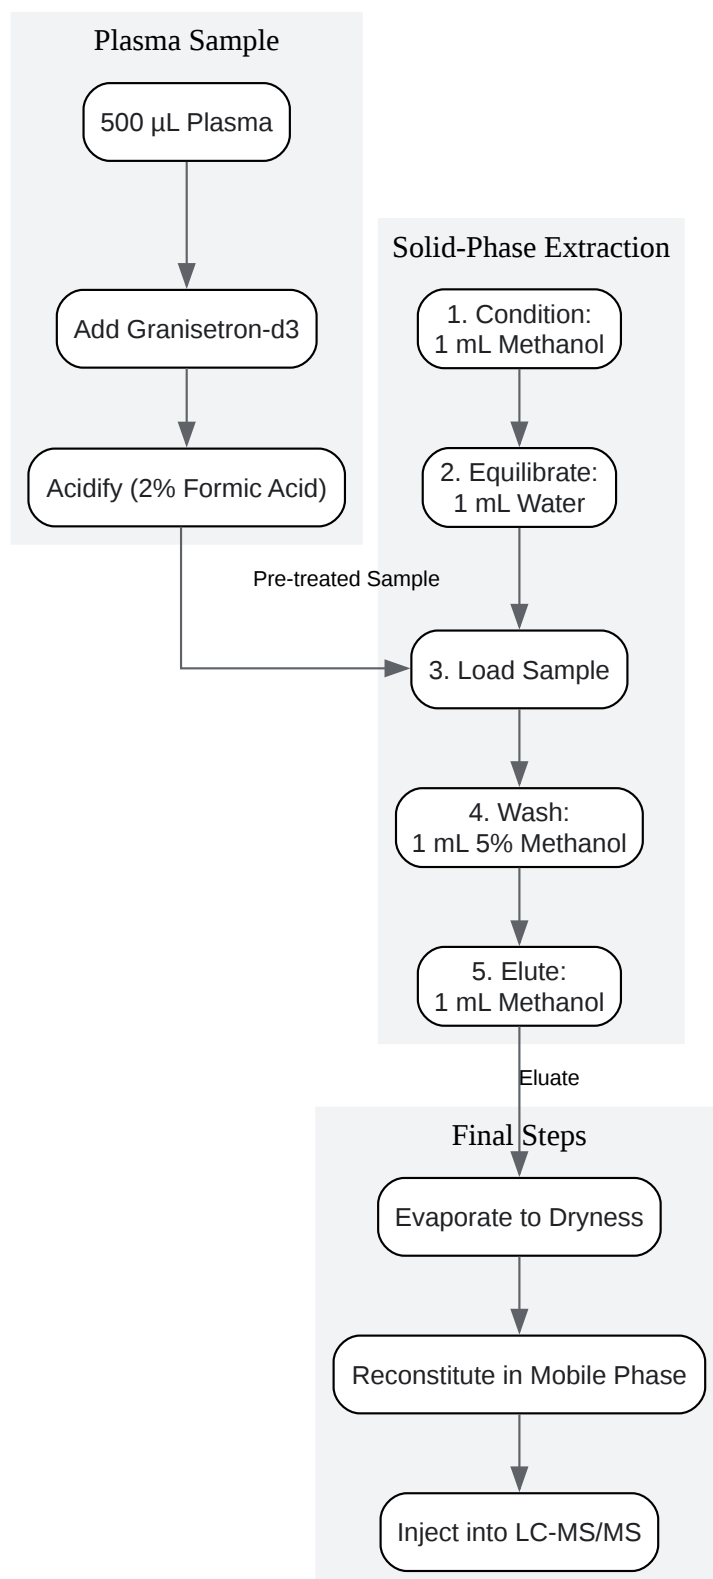 Plasma Sample
500 µL Plasma
Add Granisetron-d3
Acidify (2% Formic Acid)
Pre-treated Sample
Solid-Phase Extraction
1. Condition:
1 mL Methanol
2. Equilibrate:
1 mL Water
3. Load Sample
4. Wash:
1 mL 5% Methanol
5. Elute:
1 mL Methanol
Eluate
Final Steps
Evaporate to Dryness
Reconstitute in Mobile Phase
Inject into LC-MS/MS